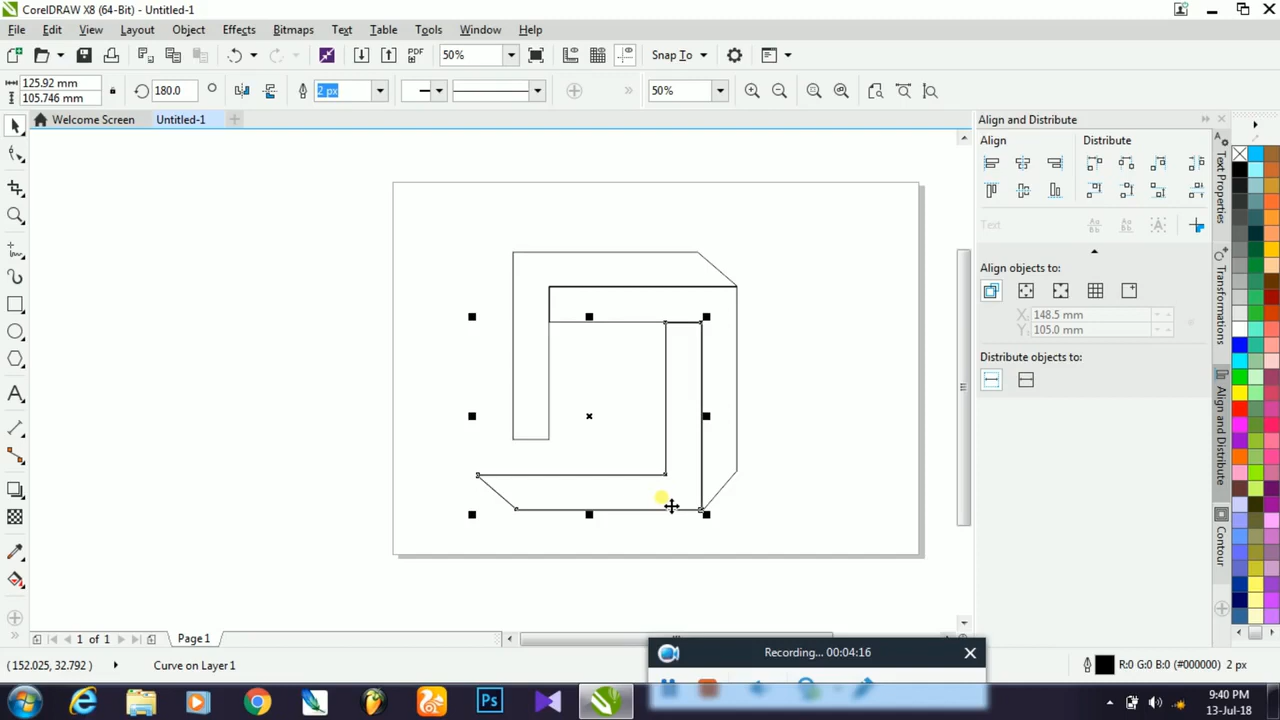 CorelDRAW X8 (64-Bit) - Untitled-1
File Edit View Layout Object Effects Bitmaps Text Table Tools Window Help
PDF 50% Snap To
125.92 mm
105.746 mm
180.0 2 px 50%
Welcome Screen Untitled-1
Align and Distribute
Align Distribute
Text
Align objects to:
X: 148.5 mm
Y: 105.0 mm
Distribute objects to:
Text Properties
Transformations
Align and Distribute
Contour
1 of 1 Page 1
Recording... 00:04:16
(152.025, 32.792) Curve on Layer 1
R:0 G:0 B:0 (#000000) 2 px
Ps
9:40 PM
13-Jul-18